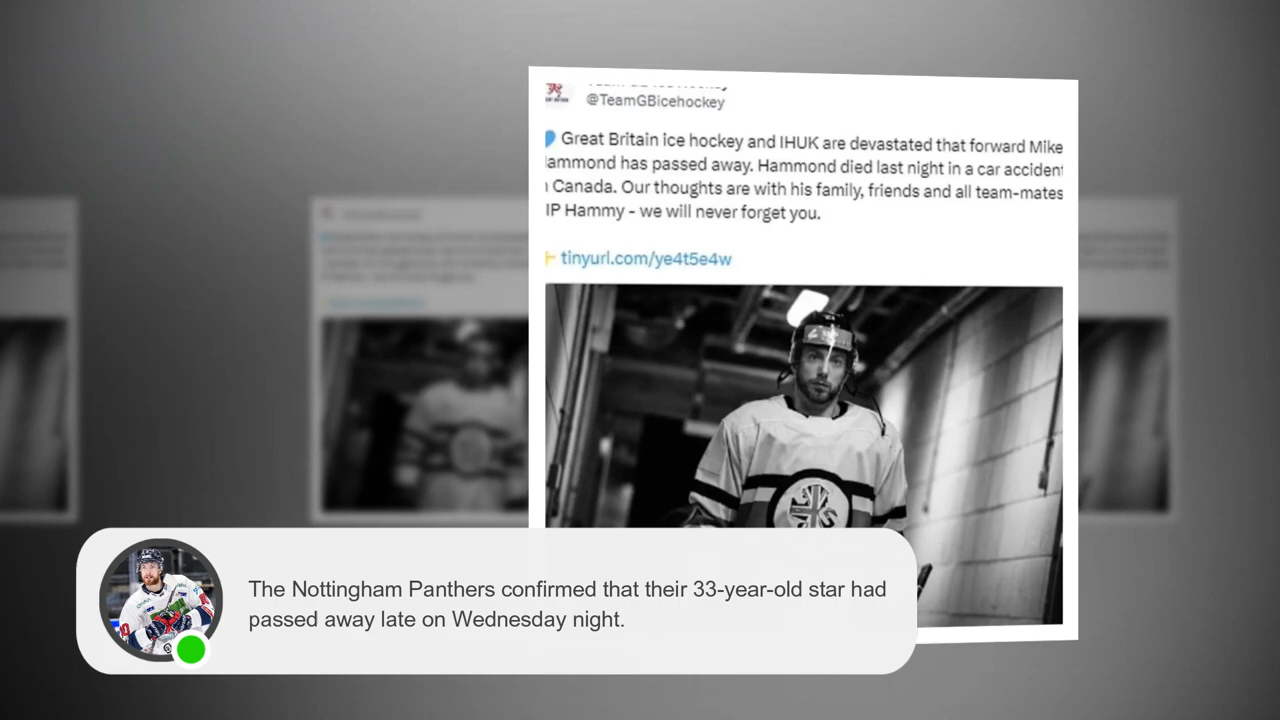 @TeamGBicehockey
Great Britain ice hockey and IHUK are devastated that forward Mike
ammond has passed away. Hammond died last night in a car accident
Canada. Our thoughts are with his family, friends and all team-mates
IP Hammy - we will never forget you.
tinyurl.com/ye4t5e4w
The Nottingham Panthers confirmed that their 33-year-old star had
passed away late on Wednesday night.